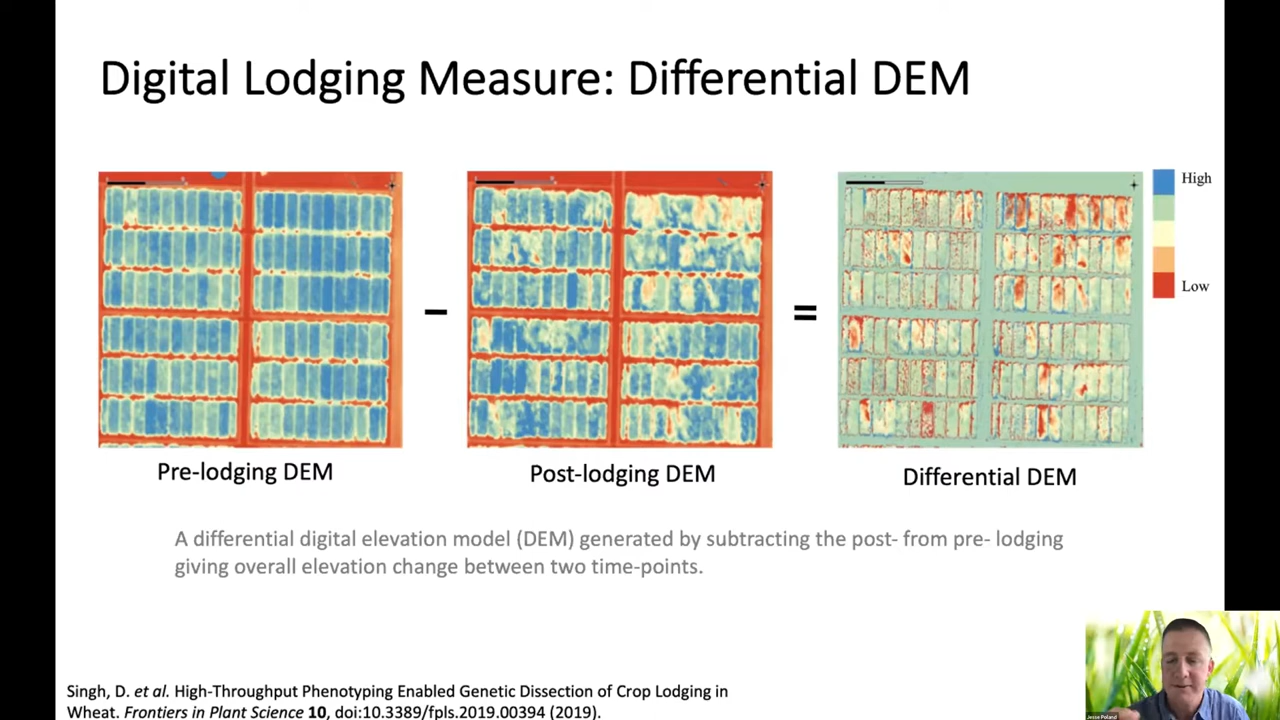 Digital Lodging Measure: Differential DEM
High
Low
–
=
Pre-lodging DEM
Post-lodging DEM
Differential DEM
A differential digital elevation model (DEM) generated by subtracting the post- from pre- lodging
giving overall elevation change between two time-points.
Singh, D. et al. High-Throughput Phenotyping Enabled Genetic Dissection of Crop Lodging in
Wheat. Frontiers in Plant Science 10, doi:10.3389/fpls.2019.00394 (2019).
Jesse Poland